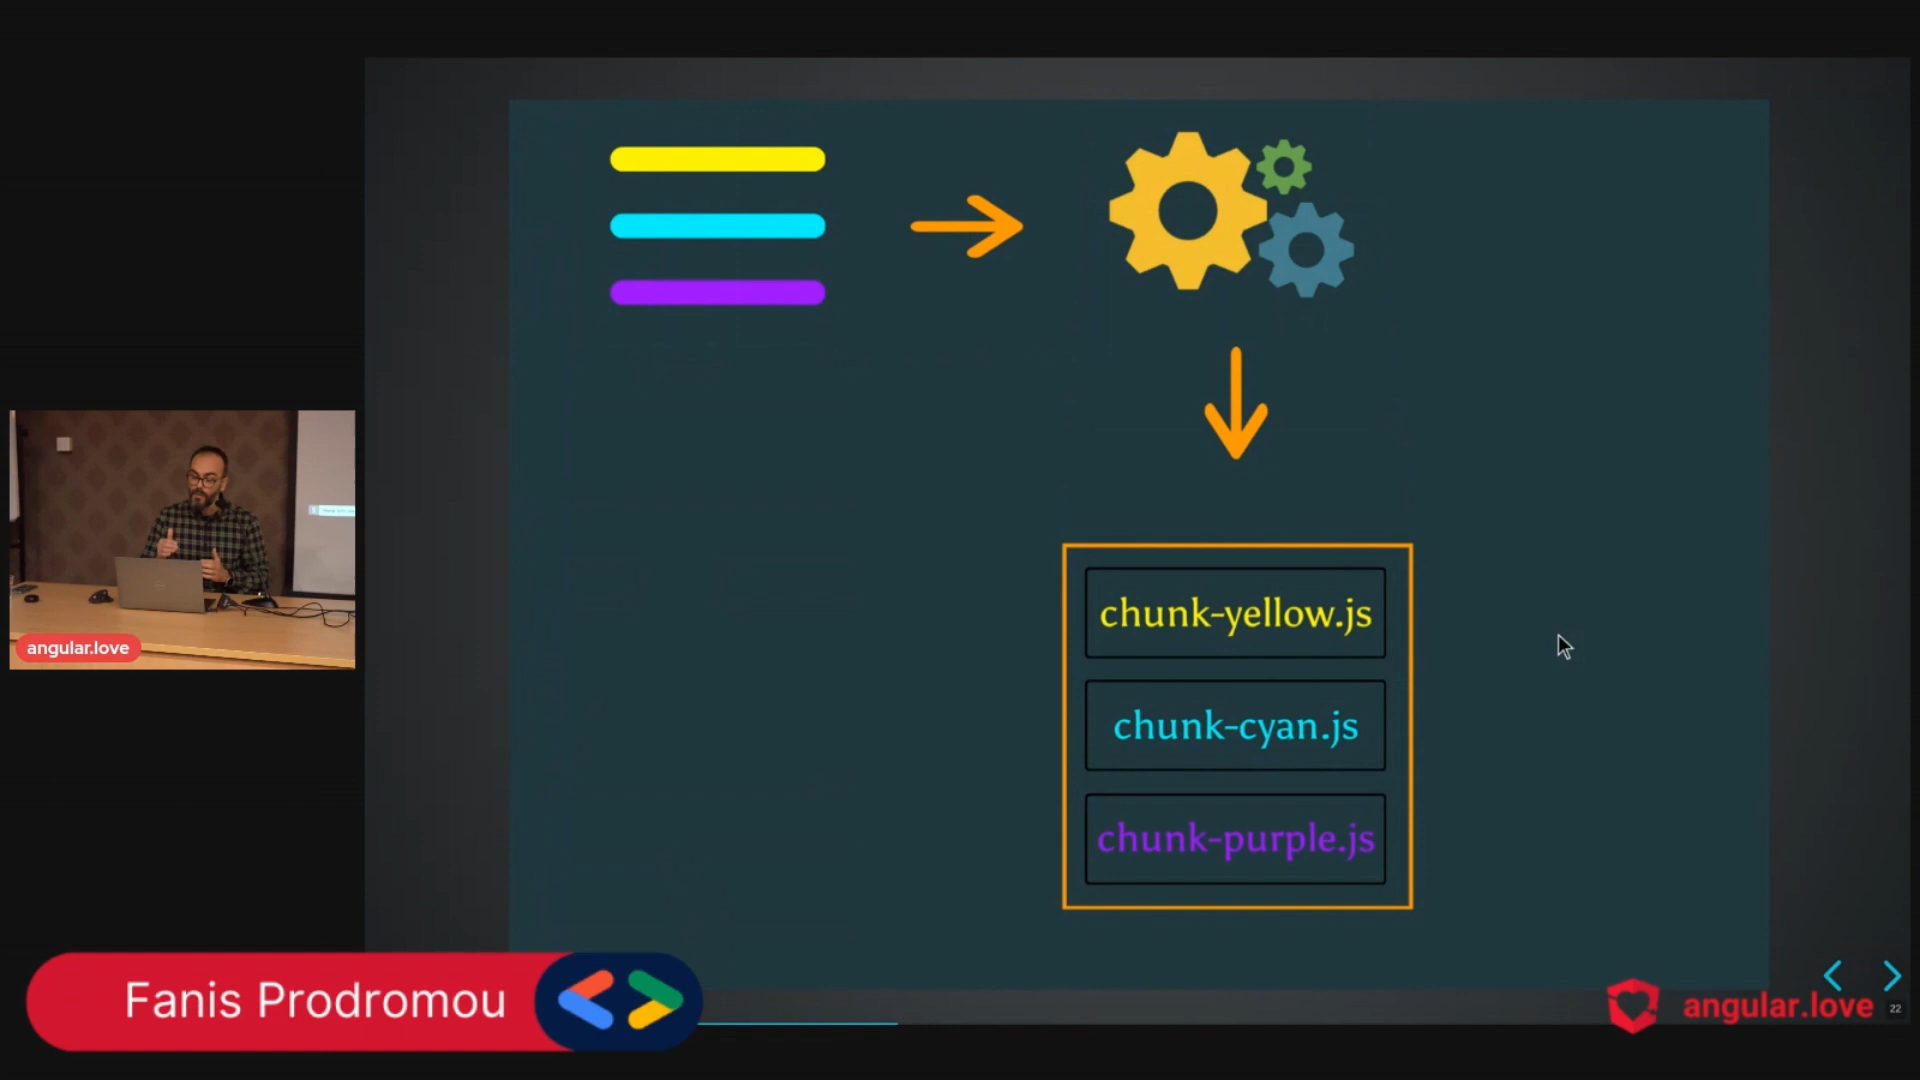 chunk-yellow.js
chunk-cyan.js
chunk-purple.js
angular.love
Fanis Prodromou
angular.love
22